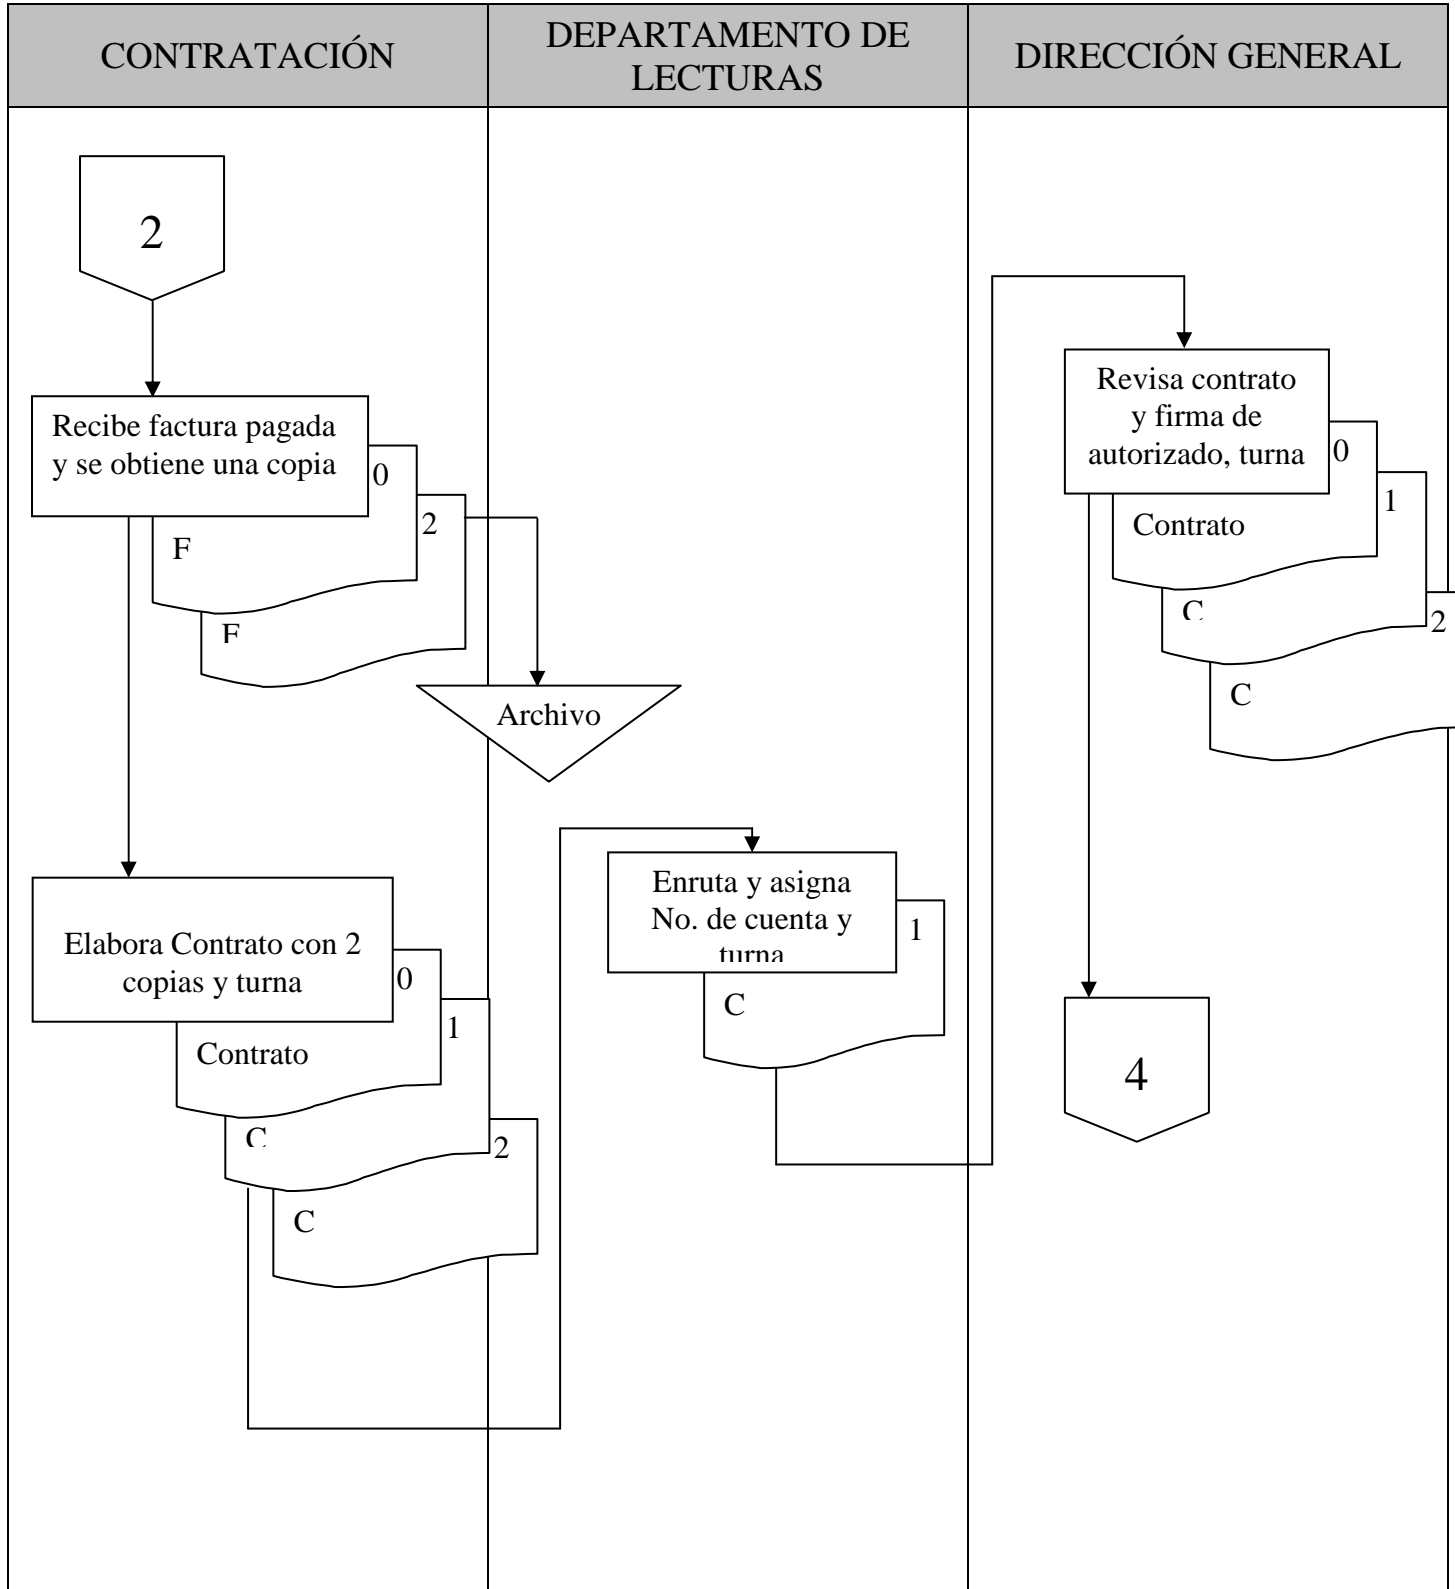 CONTRATACIÓN
DEPARTAMENTO DE
LECTURAS
DIRECCIÓN GENERAL
2
Recibe factura pagada
y se obtiene una copia
0
F
2
F
Archivo
Elabora Contrato con 2
copias y turna
0
Contrato
1
C
2
C
Enruta y asigna
No. de cuenta y
turna
1
C
Revisa contrato
y firma de
autorizado, turna
0
Contrato
1
C
2
C
4